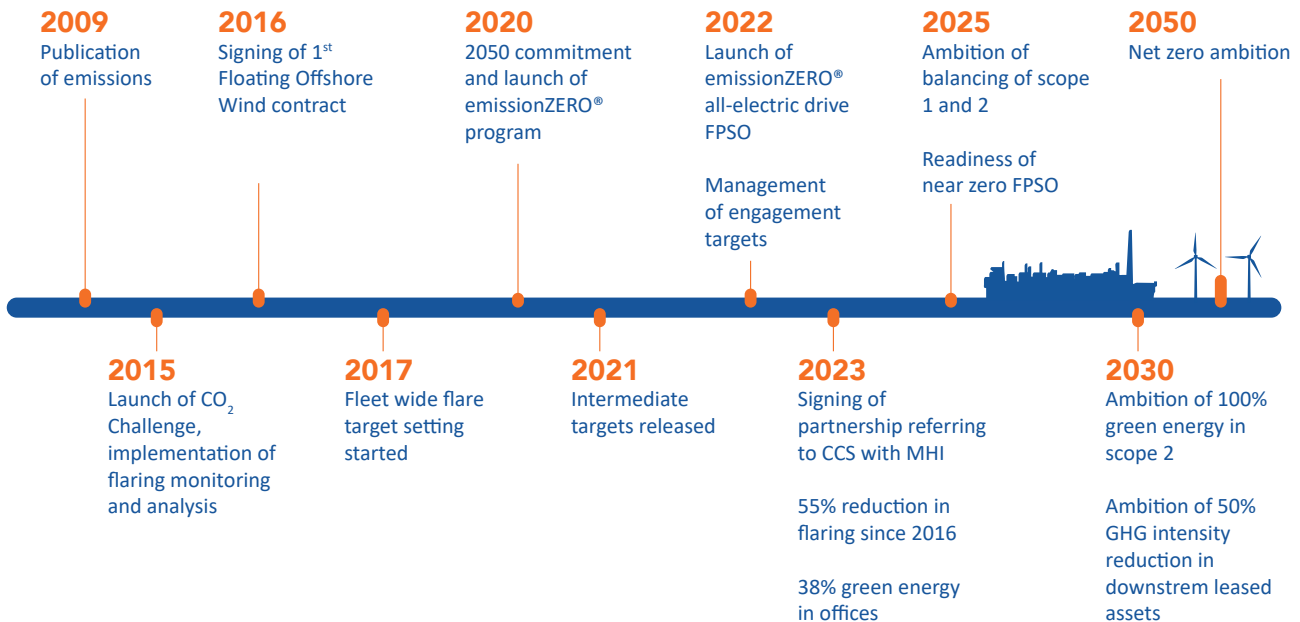 2009
Publication
of emissions
2016
Signing of 1st
Floating Offshore
Wind contract
2020
2050 commitment
and launch of
emissionZERO®
program
2022
Launch of
emissionZERO®
all-electric drive
FPSO
Management
of engagement
targets
2025
Ambition of
balancing of scope
1 and 2
Readiness of
near zero FPSO
2050
Net zero ambition
2015
Launch of CO2
Challenge,
implementation of
flaring monitoring
and analysis
2017
Fleet wide flare
target setting
started
2021
Intermediate
targets released
2023
Signing of
partnership referring
to CCS with MHI
55% reduction in
flaring since 2016
38% green energy
in offices
2030
Ambition of 100%
green energy in
scope 2
Ambition of 50%
GHG intensity
reduction in
downstrem leased
assets